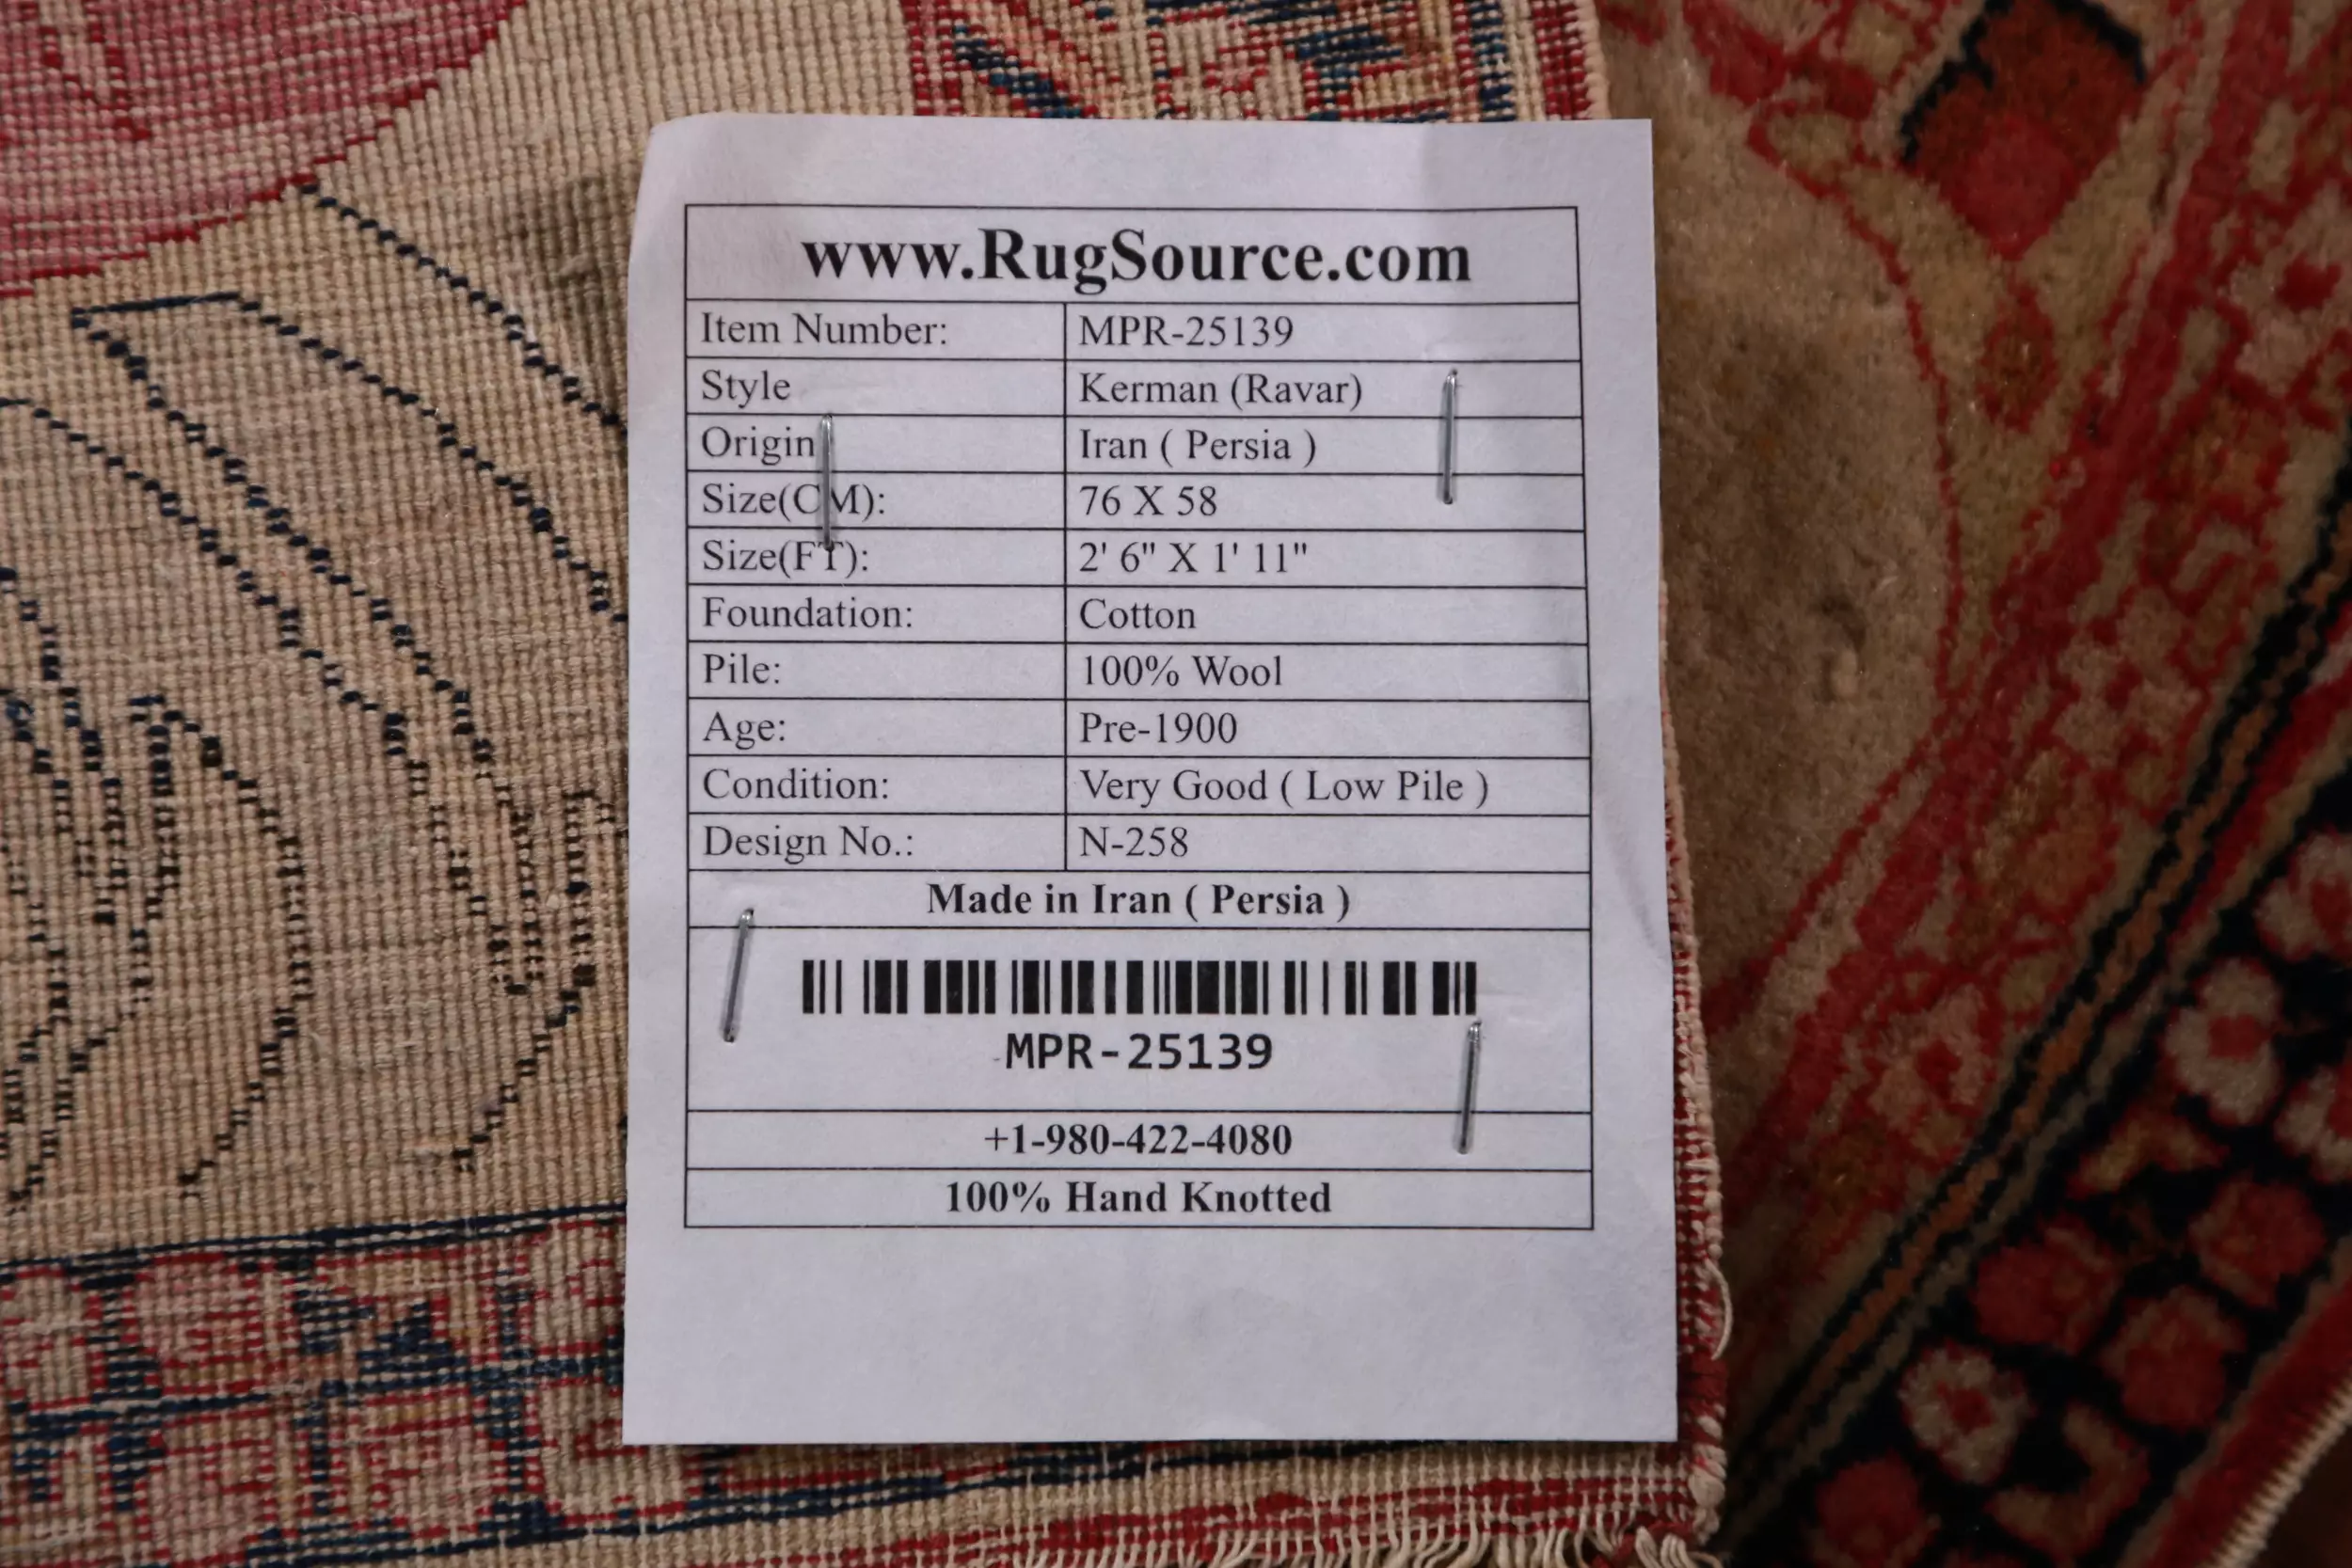 www.RugSource.com
Item Number: MPR-25139
Style Kerman (Ravar)
Origin Iran ( Persia )
Size(CM): 76 X 58
Size(FT): 2' 6" X 1' 11"
Foundation: Cotton
Pile: 100% Wool
Age: Pre-1900
Condition: Very Good ( Low Pile )
Design No.: N-258
Made in Iran ( Persia )
MPR-25139
+1-980-422-4080
100% Hand Knotted